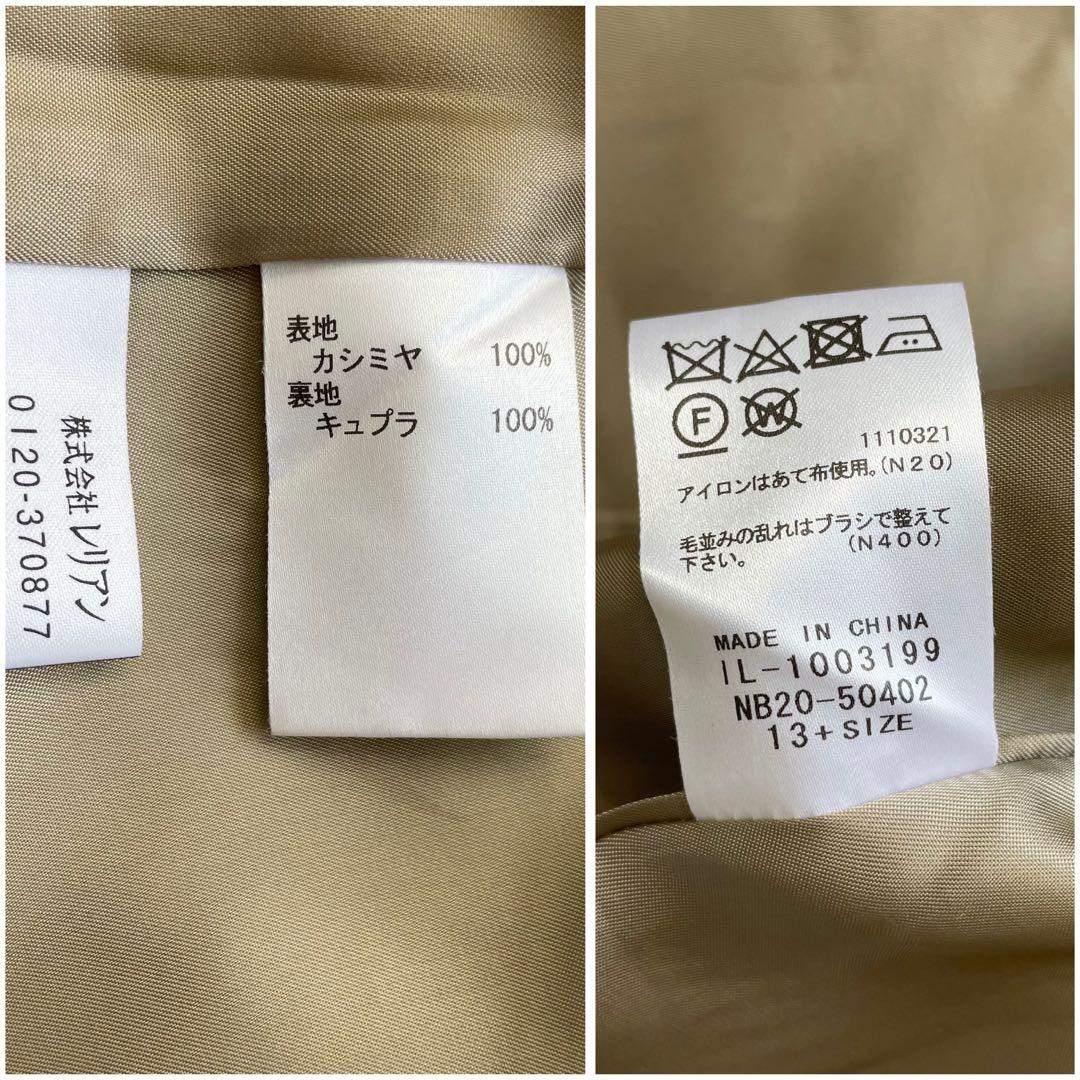 株式会社レリアン
0120-370877
表地
カシミヤ 100%
裏地
キュプラ 100%
F W
1110321
アイロンはあて布使用。(N20)
毛並みの乱れはブラシで整えて
下さい。 (N400)
MADE IN CHINA
IL-1003199
NB20-50402
13+SIZE